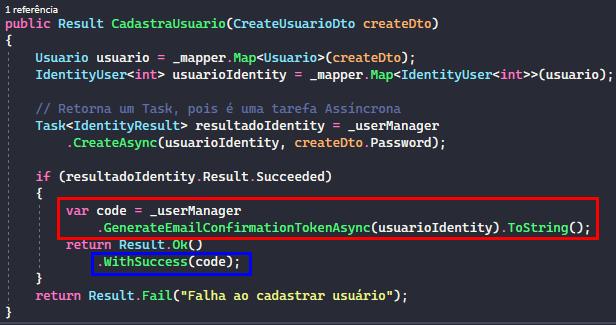 1 referência
public Result CadastraUsuario(CreateUsuarioDto createDto)
{
Usuario usuario = _mapper.Map<Usuario>(createDto);
IdentityUser<int> usuarioIdentity = _mapper.Map<IdentityUser<int>>(usuario);
// Retorna um Task, pois é uma tarefa Assíncrona
Task<IdentityResult> resultadoIdentity = _userManager
.CreateAsync(usuarioIdentity, createDto.Password);
if (resultadoIdentity.Result.Succeeded)
{
var code = _userManager
.GenerateEmailConfirmationTokenAsync(usuarioIdentity).ToString();
return Result.Ok()
.WithSuccess(code);
}
return Result.Fail("Falha ao cadastrar usuário");
}